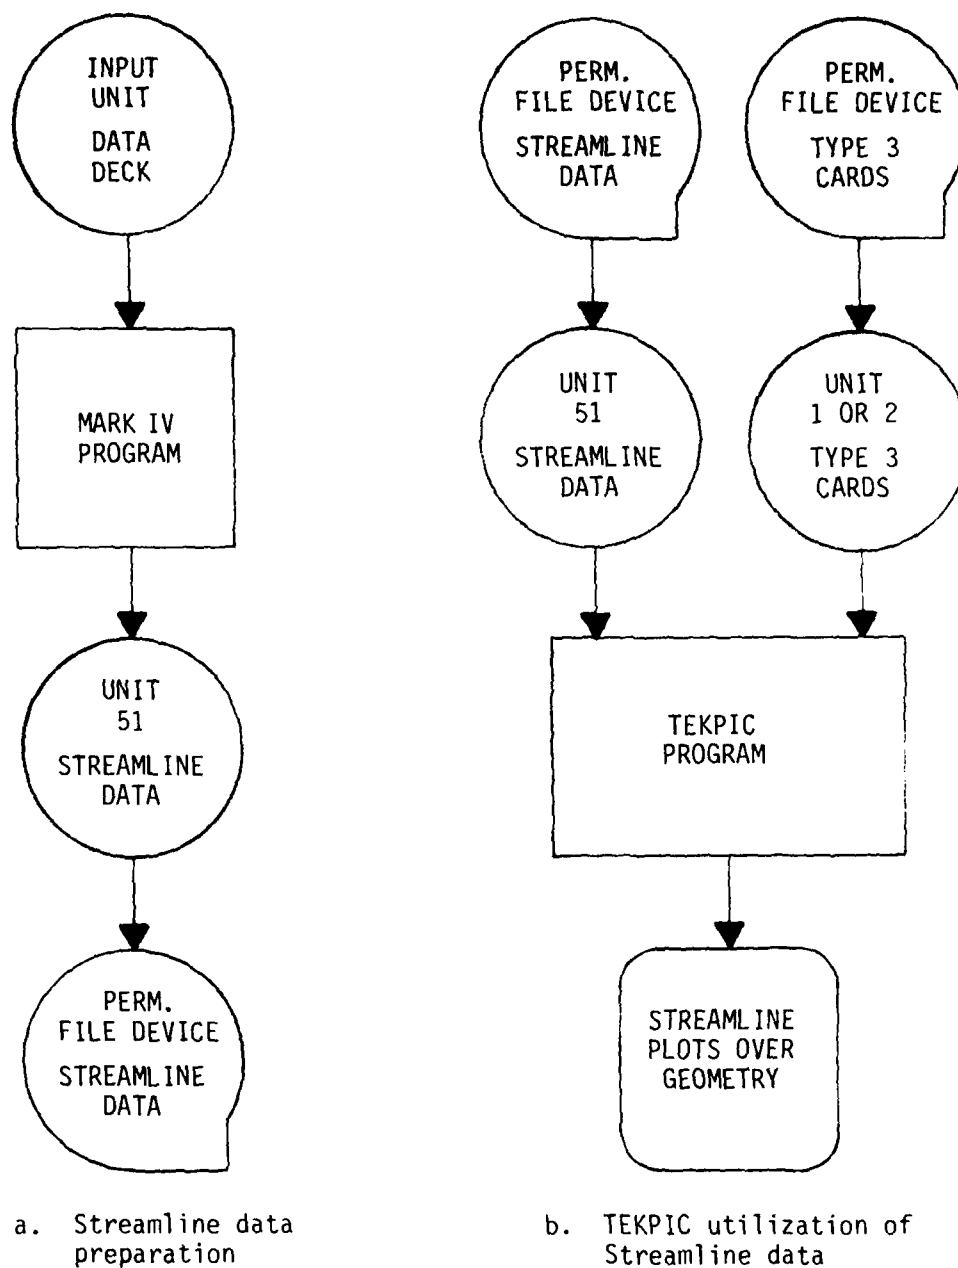 INPUT
UNIT
DATA
DECK
MARK IV
PROGRAM
UNIT
51
STREAMLINE
DATA
PERM.
FILE DEVICE
STREAMLINE
DATA
a. Streamline data
preparation
PERM.
FILE DEVICE
STREAMLINE
DATA
PERM.
FILE DEVICE
TYPE 3
CARDS
UNIT
51
STREAMLINE
DATA
UNIT
1 OR 2
TYPE 3
CARDS
TEKPIC
PROGRAM
STREAMLINE
PLOTS OVER
GEOMETRY
b. TEKPIC utilization of
Streamline data